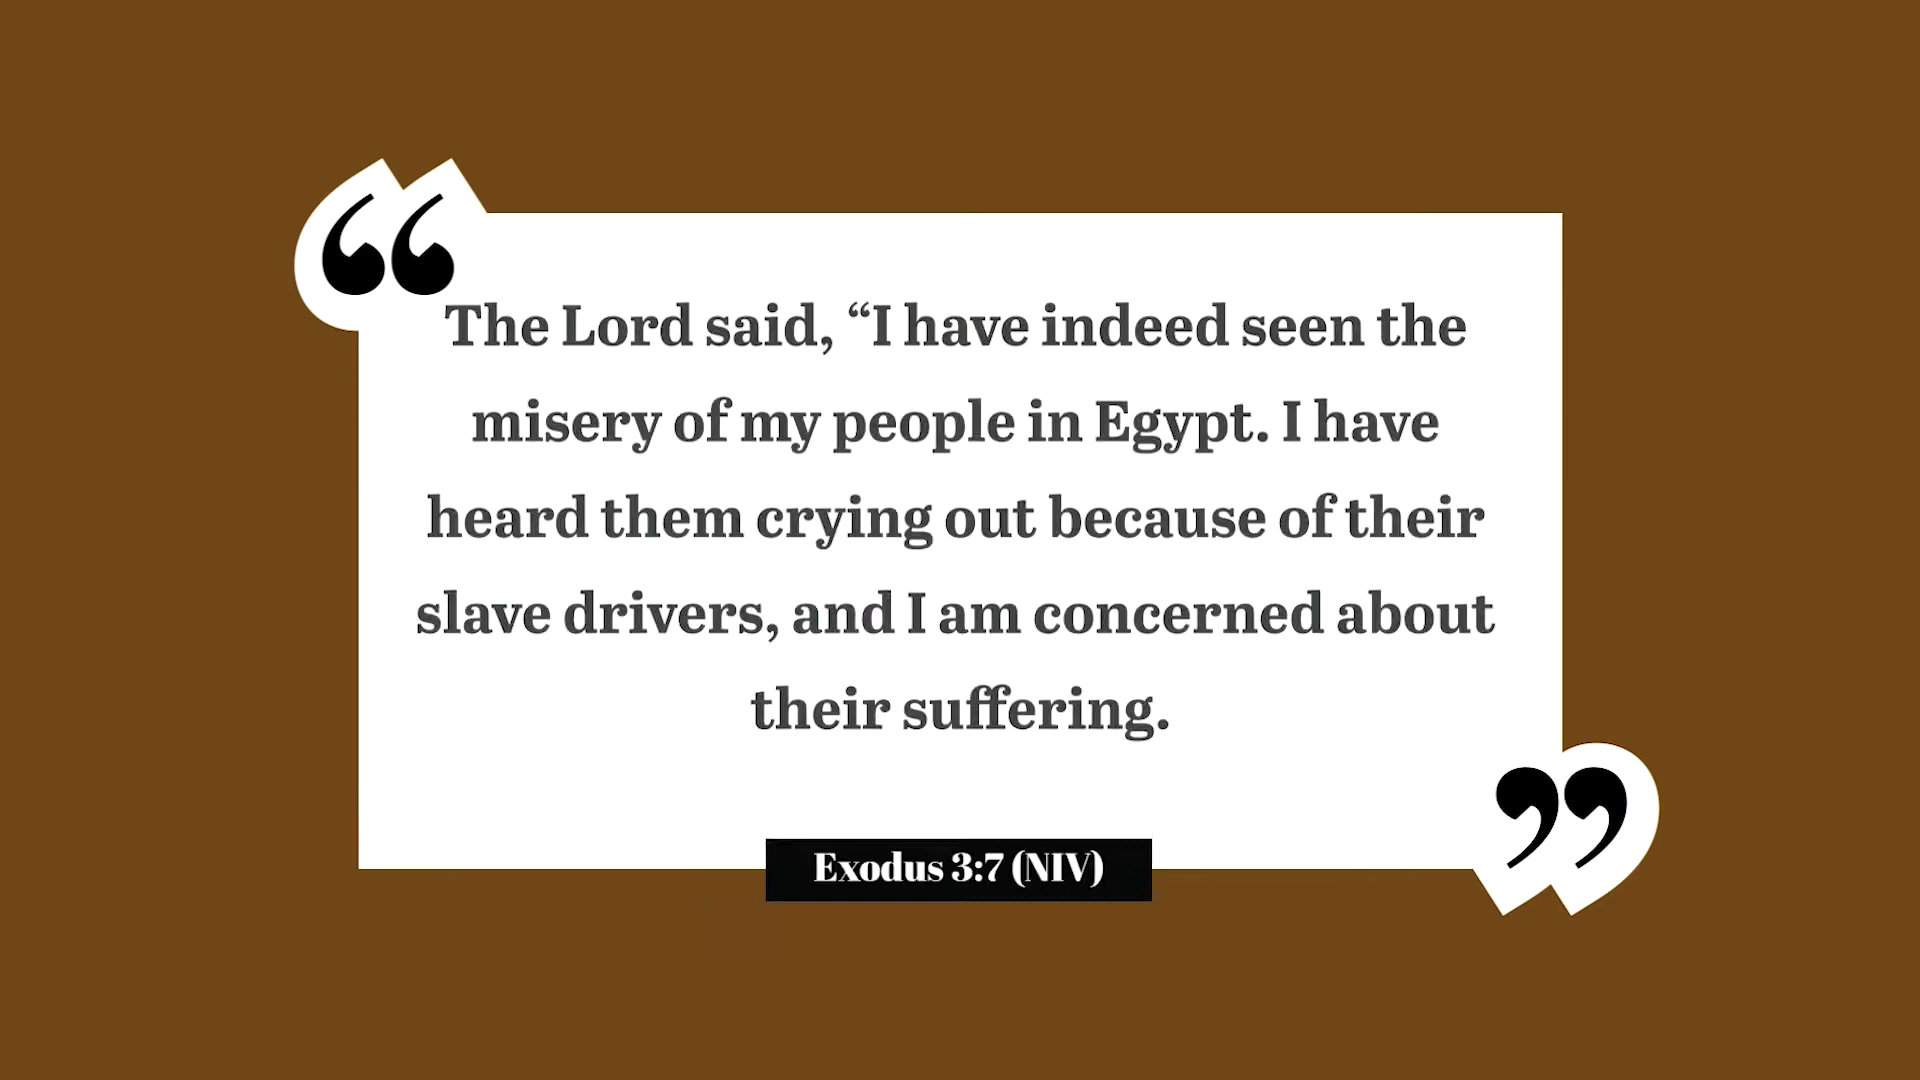 The Lord said, “I have indeed seen the
misery of my people in Egypt. I have
heard them crying out because of their
slave drivers, and I am concerned about
their suffering.
Exodus 3:7 (NIV)